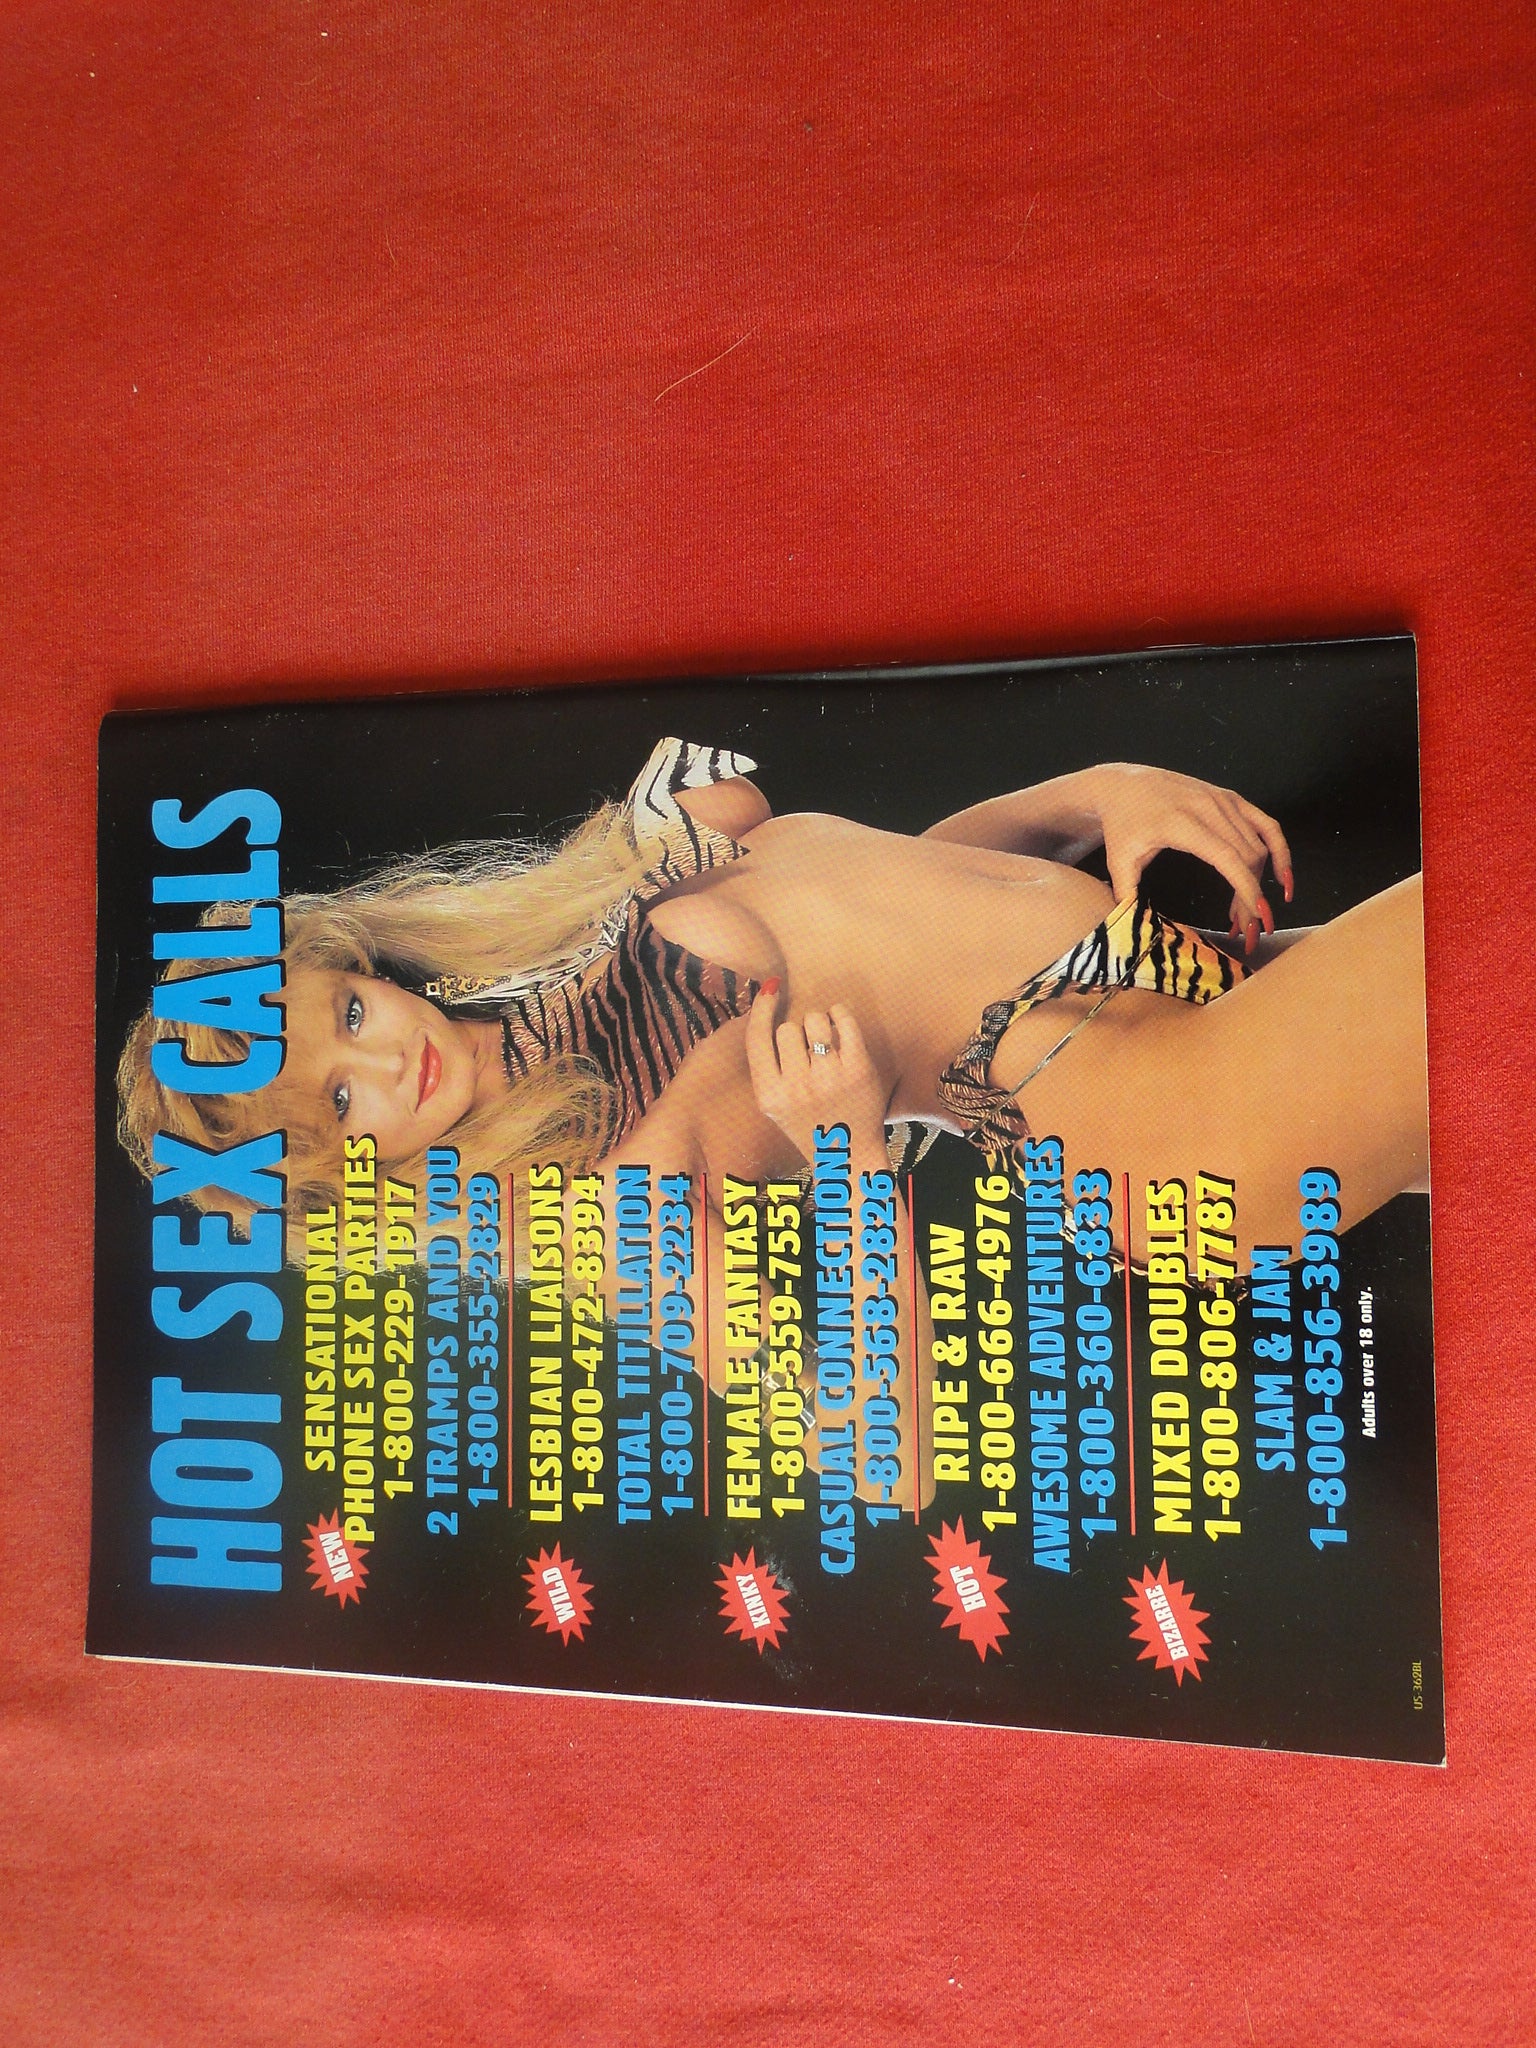 HOT SEX CALLS
NEW
SENSATIONAL
PHONE SEX PARTIES
1-800-229-1917
2 TRAMPS AND YOU
1-800-355-2829
WILD
LESBIAN LIAISONS
1-800-472-8394
TOTAL TITILLATION
1-800-709-2234
KINKY
FEMALE FANTASY
1-800-559-7551
CASUAL CONNECTIONS
1-800-568-2826
HOT
RIPE & RAW
1-800-666-4976
AWESOME ADVENTURES
1-800-360-6833
BIZARRE
MIXED DOUBLES
1-800-806-7787
SLAM & JAM
1-800-856-3989
Adults over 18 only.
US-362BL